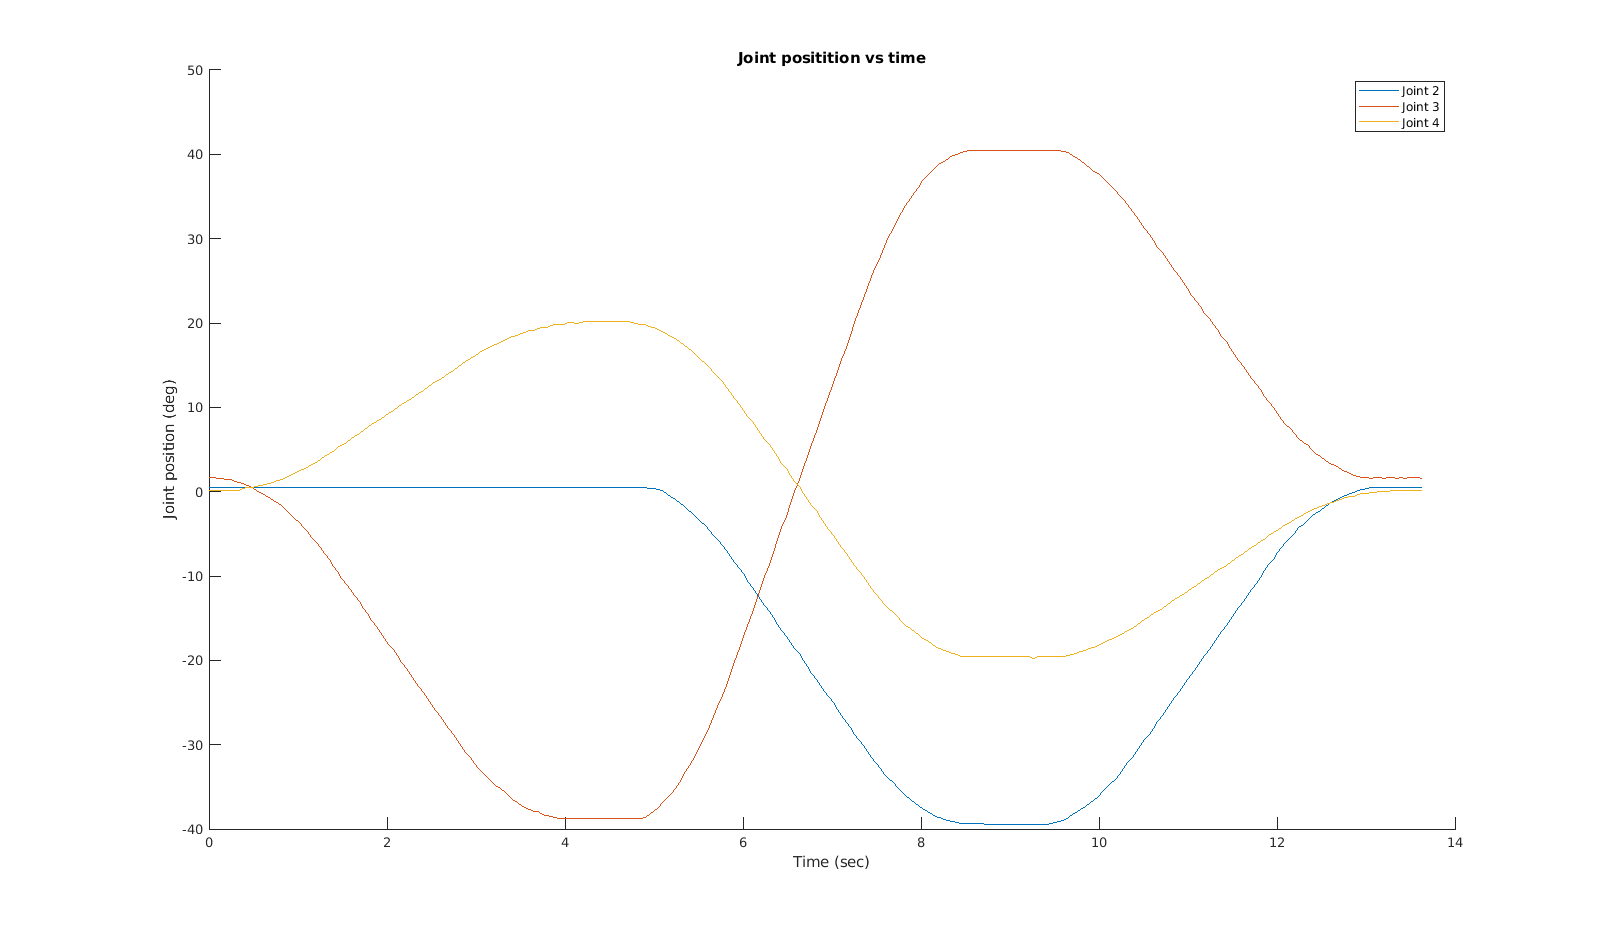 Joint positition vs time
Joint 2
Joint 3
Joint 4
50
40
30
20
10
0
-10
-20
-30
-40
Joint position (deg)
0 2 4 6 8 10 12 14
Time (sec)